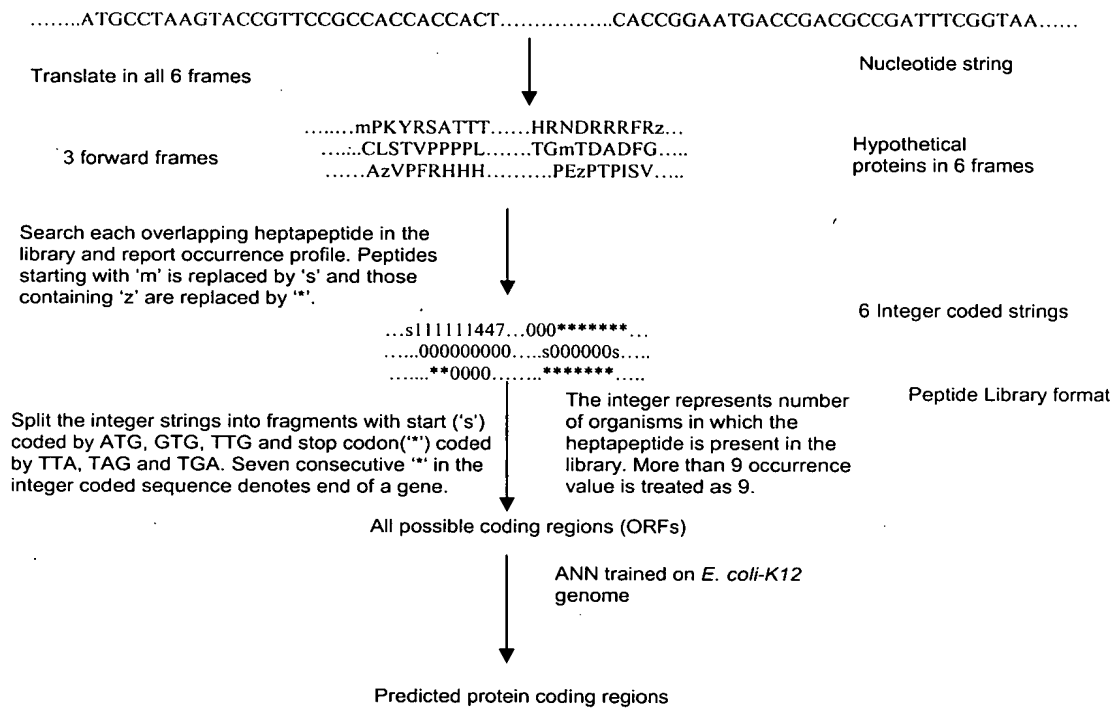 ........ATGCCTAAGTACCGTTCCGCCACCACCACT................CACCGGAATGACCGACGCCGATTTCGGTAA......
Translate in all 6 frames
Nucleotide string
........mPKYRSATTT......HRNDRRRFRz...
3 forward frames
......CLSTVPPPPL.......TGmTDADFG.....
Hypothetical
proteins in 6 frames
......AzVPFRHHH..........PEzPTPISV.....
Search each overlapping heptapeptide in the
library and report occurrence profile. Peptides
starting with 'm' is replaced by 's' and those
containing 'z' are replaced by '*'.
6 Integer coded strings
...s111111447...000*******...
......000000000.....s000000s.....
.......**0000........*******.....
Peptide Library format
Split the integer strings into fragments with start ('s')
coded by ATG, GTG, TTG and stop codon('*') coded
by TTA, TAG and TGA. Seven consecutive '*' in the
integer coded sequence denotes end of a gene.
The integer represents number
of organisms in which the
heptapeptide is present in the
library. More than 9 occurrence
value is treated as 9.
All possible coding regions (ORFs)
ANN trained on E. coli-K12
genome
Predicted protein coding regions